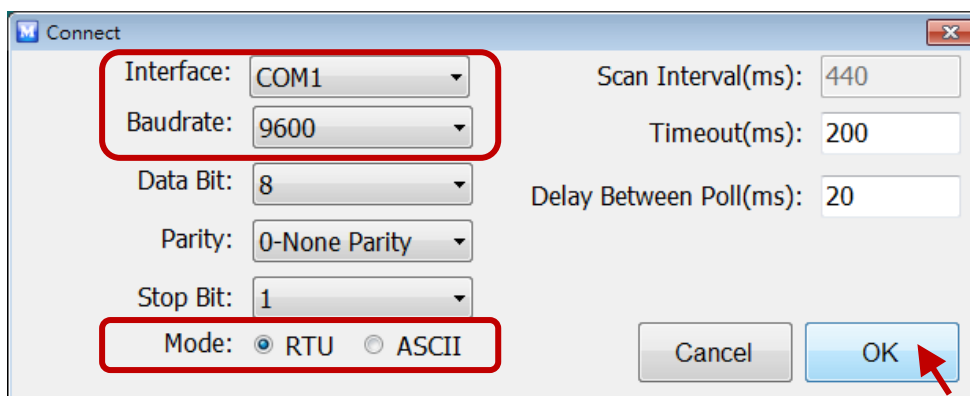 M Connect
Interface: COM1
Baudrate: 9600
Data Bit: 8
Parity: 0-None Parity
Stop Bit: 1
Mode: RTU ASCII
Scan Interval(ms): 440
Timeout(ms): 200
Delay Between Poll(ms): 20
Cancel OK